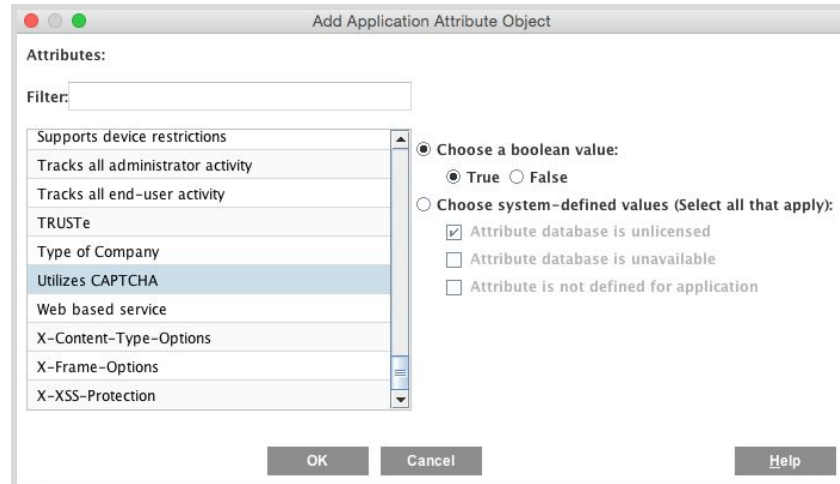 Add Application Attribute Object
Attributes:
Filter:
Supports device restrictions
Tracks all administrator activity
Tracks all end-user activity
TRUSTe
Type of Company
Utilizes CAPTCHA
Web based service
X-Content-Type-Options
X-Frame-Options
X-XSS-Protection
Choose a boolean value:
True False
Choose system-defined values (Select all that apply):
Attribute database is unlicensed
Attribute database is unavailable
Attribute is not defined for application
OK Cancel Help